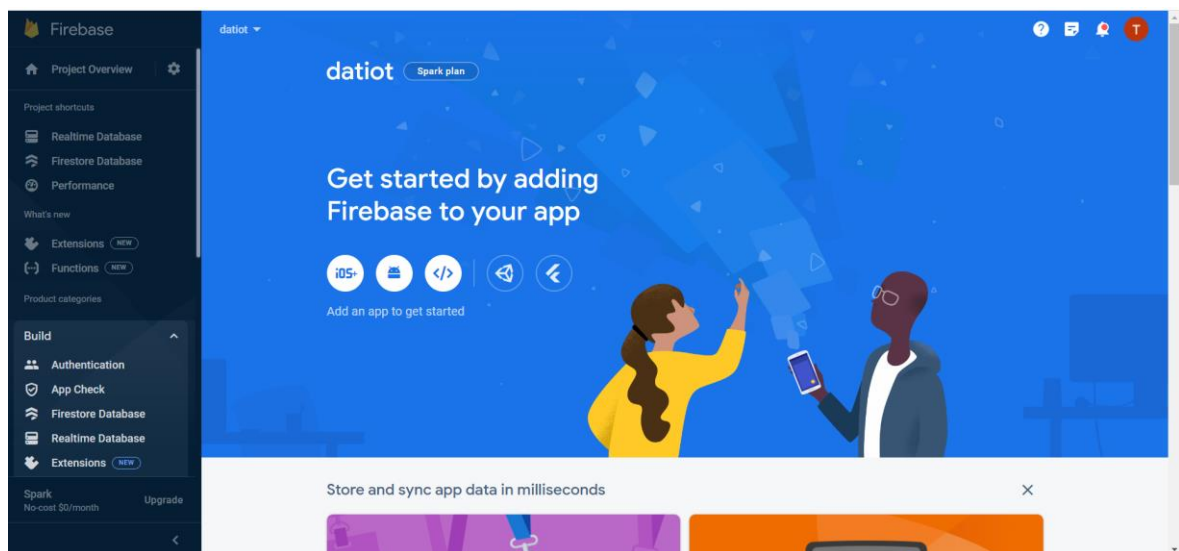 Firebase
Project Overview
Project shortcuts
Realtime Database
Firestore Database
Performance
What's new
Extensions NEW
Functions NEW
Product categories
Build
Authentication
App Check
Firestore Database
Realtime Database
Extensions NEW
Spark
No-cost $0/month
Upgrade
datiot
T
datiot Spark plan
Get started by adding
Firebase to your app
iOS+
Add an app to get started
Store and sync app data in milliseconds